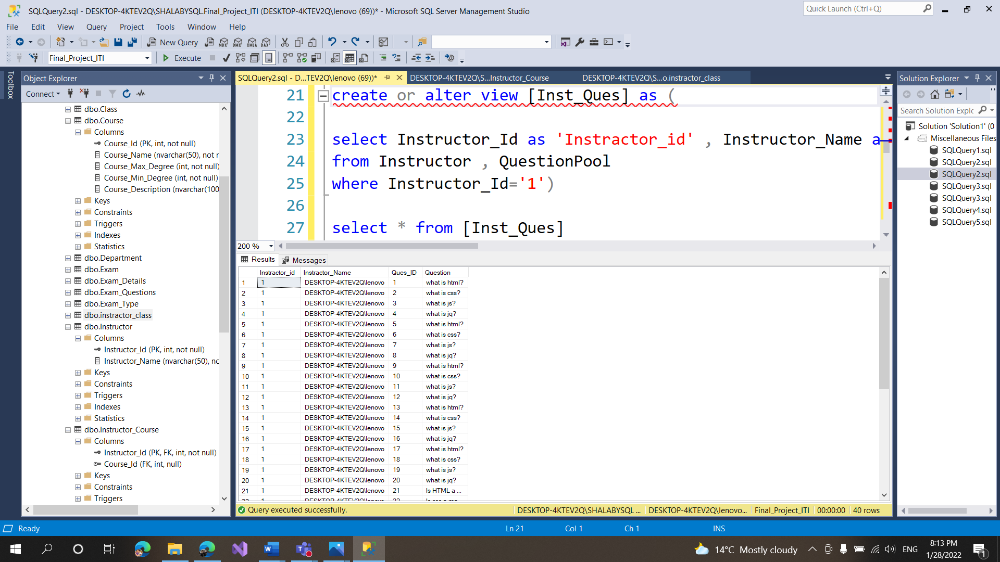 SQLQuery2.sql - DESKTOP-4KTEV2Q\SHALABYSQL.Final_Project_ITI (DESKTOP-4KTEV2Q\lenovo (69))* - Microsoft SQL Server Management Studio
Quick Launch (Ctrl+Q)
File Edit View Query Project Tools Window Help
New Query
MDX DMX XMLA DAX
Final_Project_ITI
Execute
Toolbox
Object Explorer
Connect
dbo.Class
dbo.Course
Columns
Course_Id (PK, int, not null)
Course_Name (nvarchar(50), not r
Course_Max_Degree (int, not null)
Course_Min_Degree (int, not null)
Course_Description (nvarchar(100
Keys
Constraints
Triggers
Indexes
Statistics
dbo.Department
dbo.Exam
dbo.Exam_Details
dbo.Exam_Questions
dbo.Exam_Type
dbo.instractor_class
dbo.Instructor
Columns
Instructor_Id (PK, int, not null)
Instructor_Name (nvarchar(50), nc
Keys
Constraints
Triggers
Indexes
Statistics
dbo.Instructor_Course
Columns
Instructor_Id (PK, FK, int, not null)
Course_Id (FK, int, null)
Keys
Constraints
Triggers
SQLQuery2.sql - D...TEV2Q\lenovo (69))*
DESKTOP-4KTEV2Q\S...Instructor_Course
DESKTOP-4KTEV2Q\S...o.instractor_class
21 create or alter view [Inst_Ques] as (
22
23 select Instructor_Id as 'Instractor_id' , Instructor_Name a
24 from Instructor , QuestionPool
25 where Instructor_Id='1')
26
27 select * from [Inst_Ques]
200 %
Results Messages
Instractor_id Instractor_Name Ques_ID Question
1 1 DESKTOP-4KTEV2Q\lenovo 1 what is html?
2 1 DESKTOP-4KTEV2Q\lenovo 2 what is css?
3 1 DESKTOP-4KTEV2Q\lenovo 3 what is js?
4 1 DESKTOP-4KTEV2Q\lenovo 4 what is jq?
5 1 DESKTOP-4KTEV2Q\lenovo 5 what is html?
6 1 DESKTOP-4KTEV2Q\lenovo 6 what is css?
7 1 DESKTOP-4KTEV2Q\lenovo 7 what is js?
8 1 DESKTOP-4KTEV2Q\lenovo 8 what is jq?
9 1 DESKTOP-4KTEV2Q\lenovo 9 what is html?
10 1 DESKTOP-4KTEV2Q\lenovo 10 what is css?
11 1 DESKTOP-4KTEV2Q\lenovo 11 what is js?
12 1 DESKTOP-4KTEV2Q\lenovo 12 what is jq?
13 1 DESKTOP-4KTEV2Q\lenovo 13 what is html?
14 1 DESKTOP-4KTEV2Q\lenovo 14 what is css?
15 1 DESKTOP-4KTEV2Q\lenovo 15 what is js?
16 1 DESKTOP-4KTEV2Q\lenovo 16 what is jq?
17 1 DESKTOP-4KTEV2Q\lenovo 17 what is html?
18 1 DESKTOP-4KTEV2Q\lenovo 18 what is css?
19 1 DESKTOP-4KTEV2Q\lenovo 19 what is js?
20 1 DESKTOP-4KTEV2Q\lenovo 20 what is jq?
21 1 DESKTOP-4KTEV2Q\lenovo 21 Is HTML a ...
Query executed successfully.
DESKTOP-4KTEV2Q\SHALABYSQL ... DESKTOP-4KTEV2Q\lenovo... Final_Project_ITI 00:00:00 40 rows
Solution Explorer
Search Solution Explc
Solution 'Solution1' (0
Miscellaneous Files
SQLQuery1.sql
SQLQuery2.sql
SQLQuery2.sql
SQLQuery3.sql
SQLQuery3.sql
SQLQuery4.sql
SQLQuery5.sql
Ready
Ln 21 Col 1 Ch 1 INS
14°C Mostly cloudy
ENG
8:13 PM
1/28/2022
1